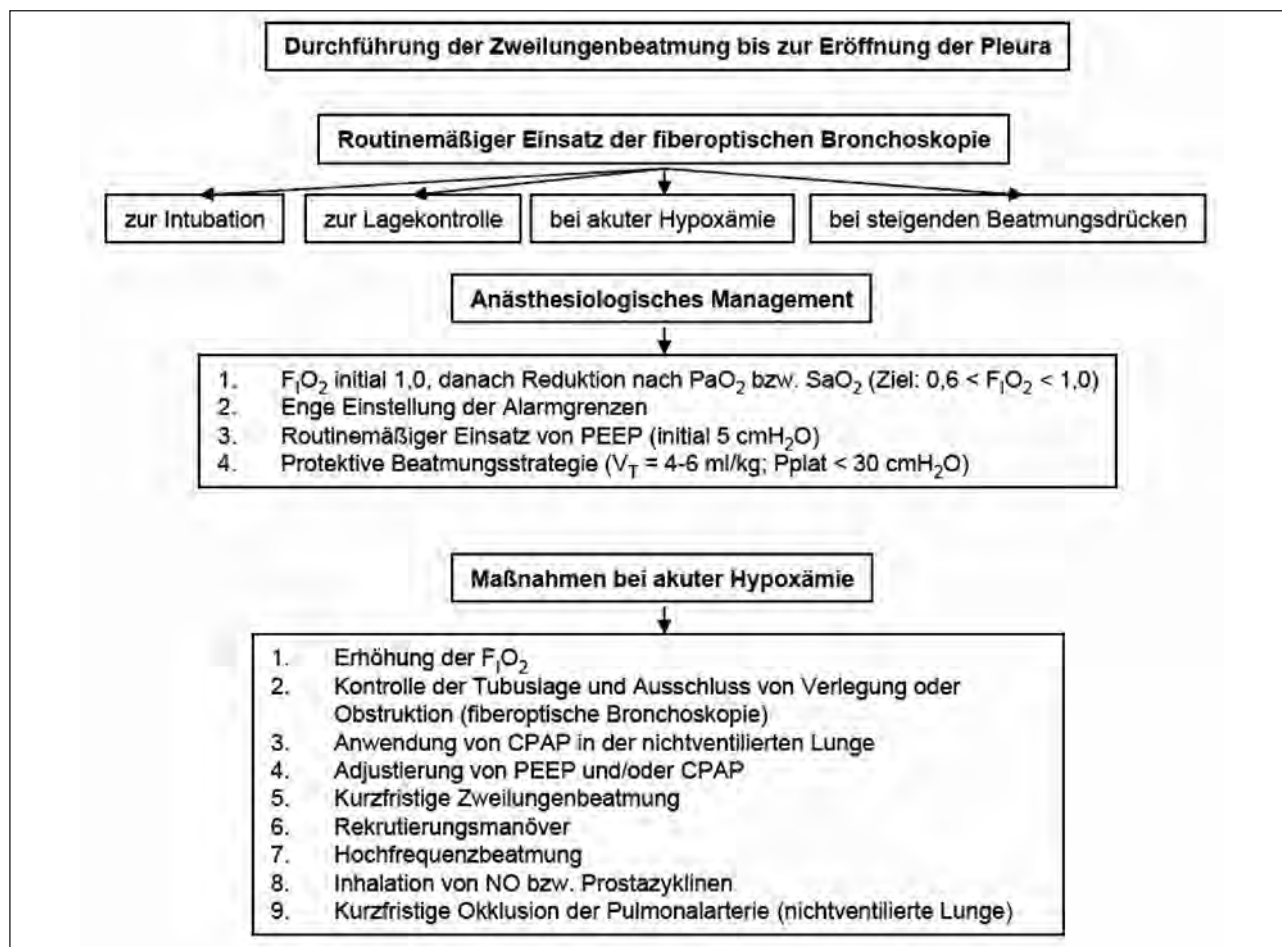 Durchführung der Zweilungenbeatmung bis zur Eröffnung der Pleura
Routinemäßiger Einsatz der fiberoptischen Bronchoskopie
zur Intubation
zur Lagekontrolle
bei akuter Hypoxämie
bei steigenden Beatmungsdrücken
Anästhesiologisches Management
1. FIO2 initial 1,0, danach Reduktion nach PaO2 bzw. SaO2 (Ziel: 0,6 < FIO2 < 1,0)
2. Enge Einstellung der Alarmgrenzen
3. Routinemäßiger Einsatz von PEEP (initial 5 cmH2O)
4. Protektive Beatmungsstrategie (VT = 4-6 ml/kg; Pplat < 30 cmH2O)
Maßnahmen bei akuter Hypoxämie
1. Erhöhung der FIO2
2. Kontrolle der Tubuslage und Ausschluss von Verlegung oder
Obstruktion (fiberoptische Bronchoskopie)
3. Anwendung von CPAP in der nichtventilierten Lunge
4. Adjustierung von PEEP und/oder CPAP
5. Kurzfristige Zweilungenbeatmung
6. Rekrutierungsmanöver
7. Hochfrequenzbeatmung
8. Inhalation von NO bzw. Prostazyklinen
9. Kurzfristige Okklusion der Pulmonalarterie (nichtventilierte Lunge)